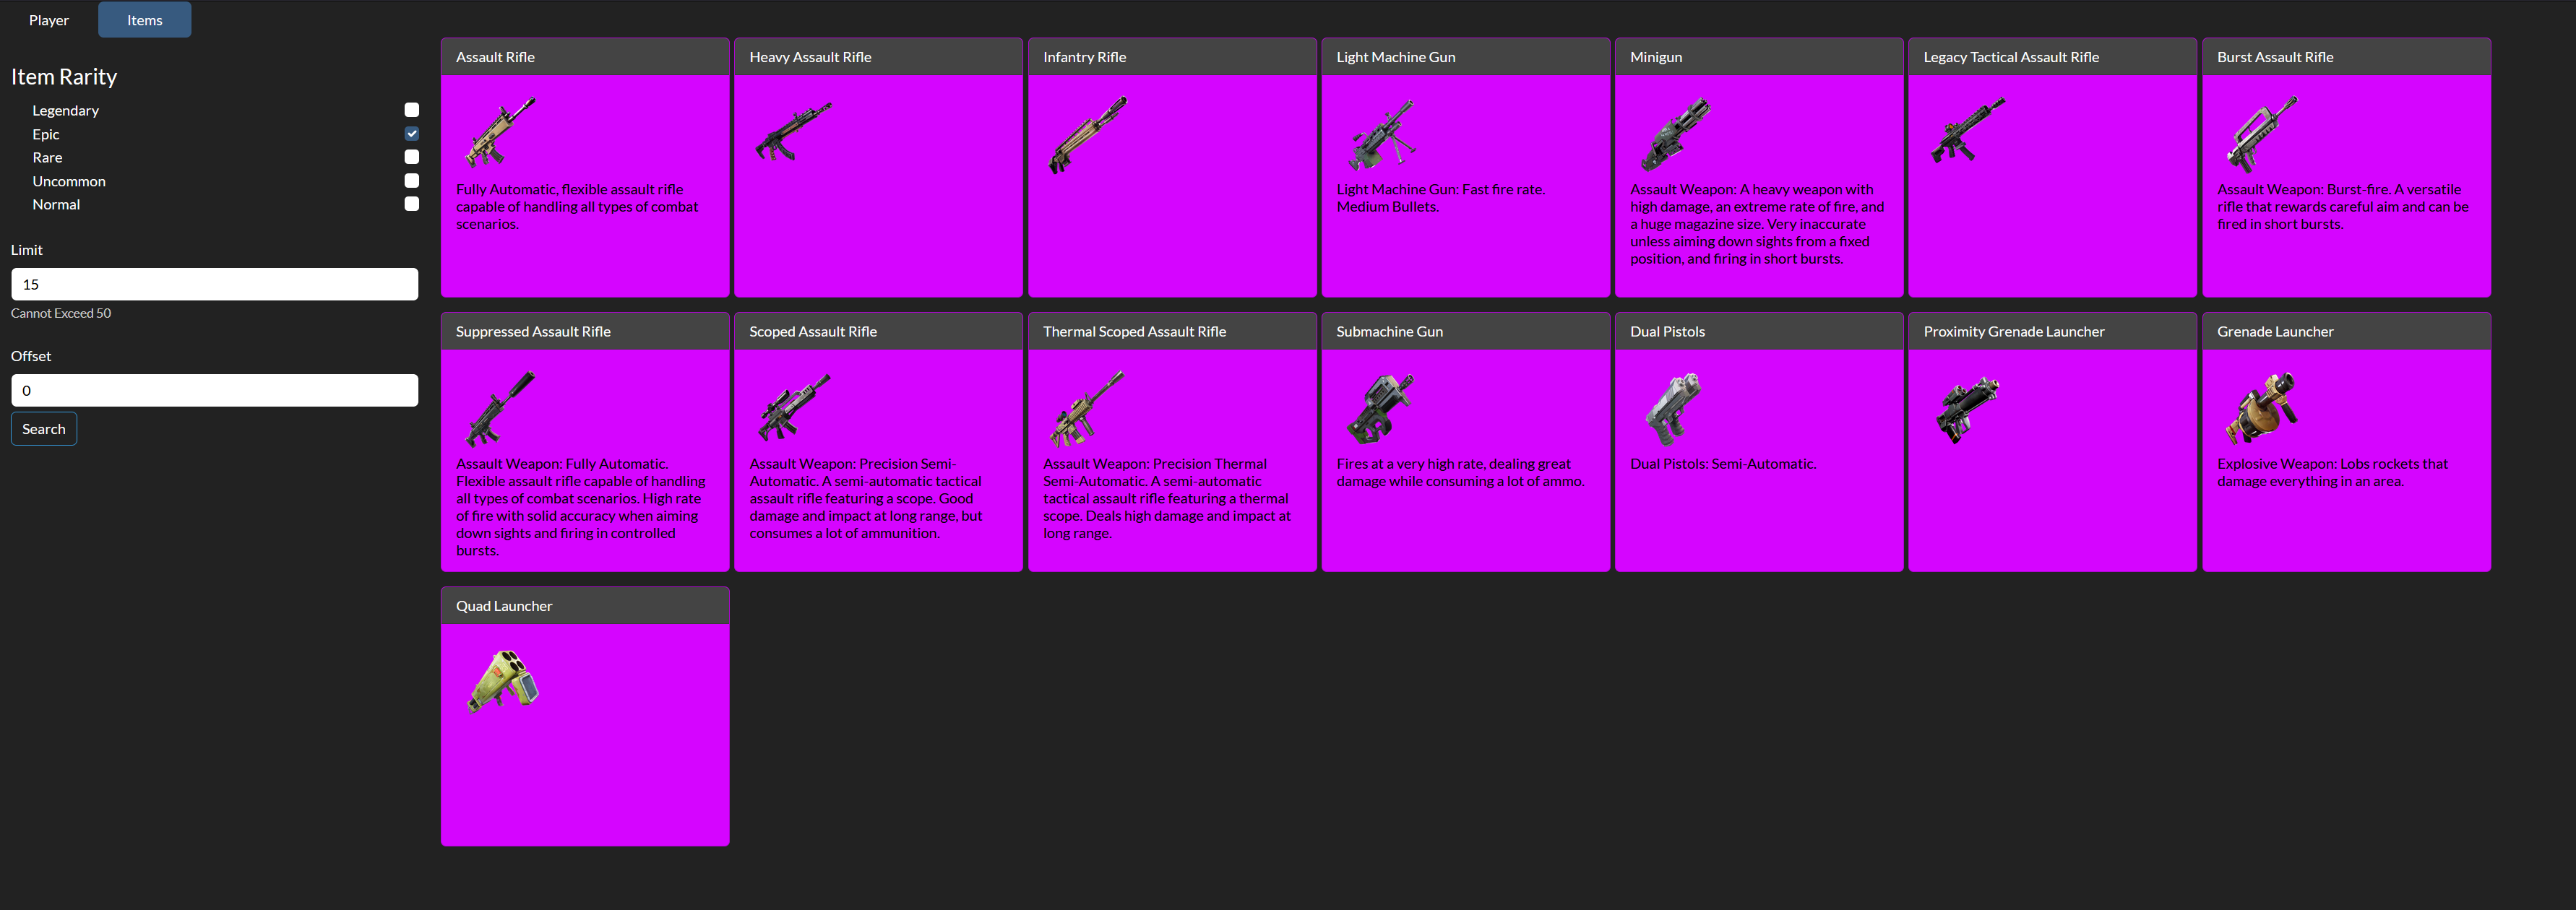 Player
Items
Item Rarity
Legendary
Epic
Rare
Uncommon
Normal
Limit
15
Cannot Exceed 50
Offset
0
Search
Assault Rifle
Fully Automatic, flexible assault rifle
capable of handling all types of combat
scenarios.
Heavy Assault Rifle
Infantry Rifle
Light Machine Gun
Light Machine Gun: Fast fire rate.
Medium Bullets.
Minigun
Assault Weapon: A heavy weapon with
high damage, an extreme rate of fire, and
a huge magazine size. Very inaccurate
unless aiming down sights from a fixed
position, and firing in short bursts.
Legacy Tactical Assault Rifle
Burst Assault Rifle
Assault Weapon: Burst-fire. A versatile
rifle that rewards careful aim and can be
fired in short bursts.
Suppressed Assault Rifle
Assault Weapon: Fully Automatic.
Flexible assault rifle capable of handling
all types of combat scenarios. High rate
of fire with solid accuracy when aiming
down sights and firing in controlled
bursts.
Scoped Assault Rifle
Assault Weapon: Precision Semi-
Automatic. A semi-automatic tactical
assault rifle featuring a scope. Good
damage and impact at long range, but
consumes a lot of ammunition.
Thermal Scoped Assault Rifle
Assault Weapon: Precision Thermal
Semi-Automatic. A semi-automatic
tactical assault rifle featuring a thermal
scope. Deals high damage and impact at
long range.
Submachine Gun
Fires at a very high rate, dealing great
damage while consuming a lot of ammo.
Dual Pistols
Dual Pistols: Semi-Automatic.
Proximity Grenade Launcher
Grenade Launcher
Explosive Weapon: Lobs rockets that
damage everything in an area.
Quad Launcher